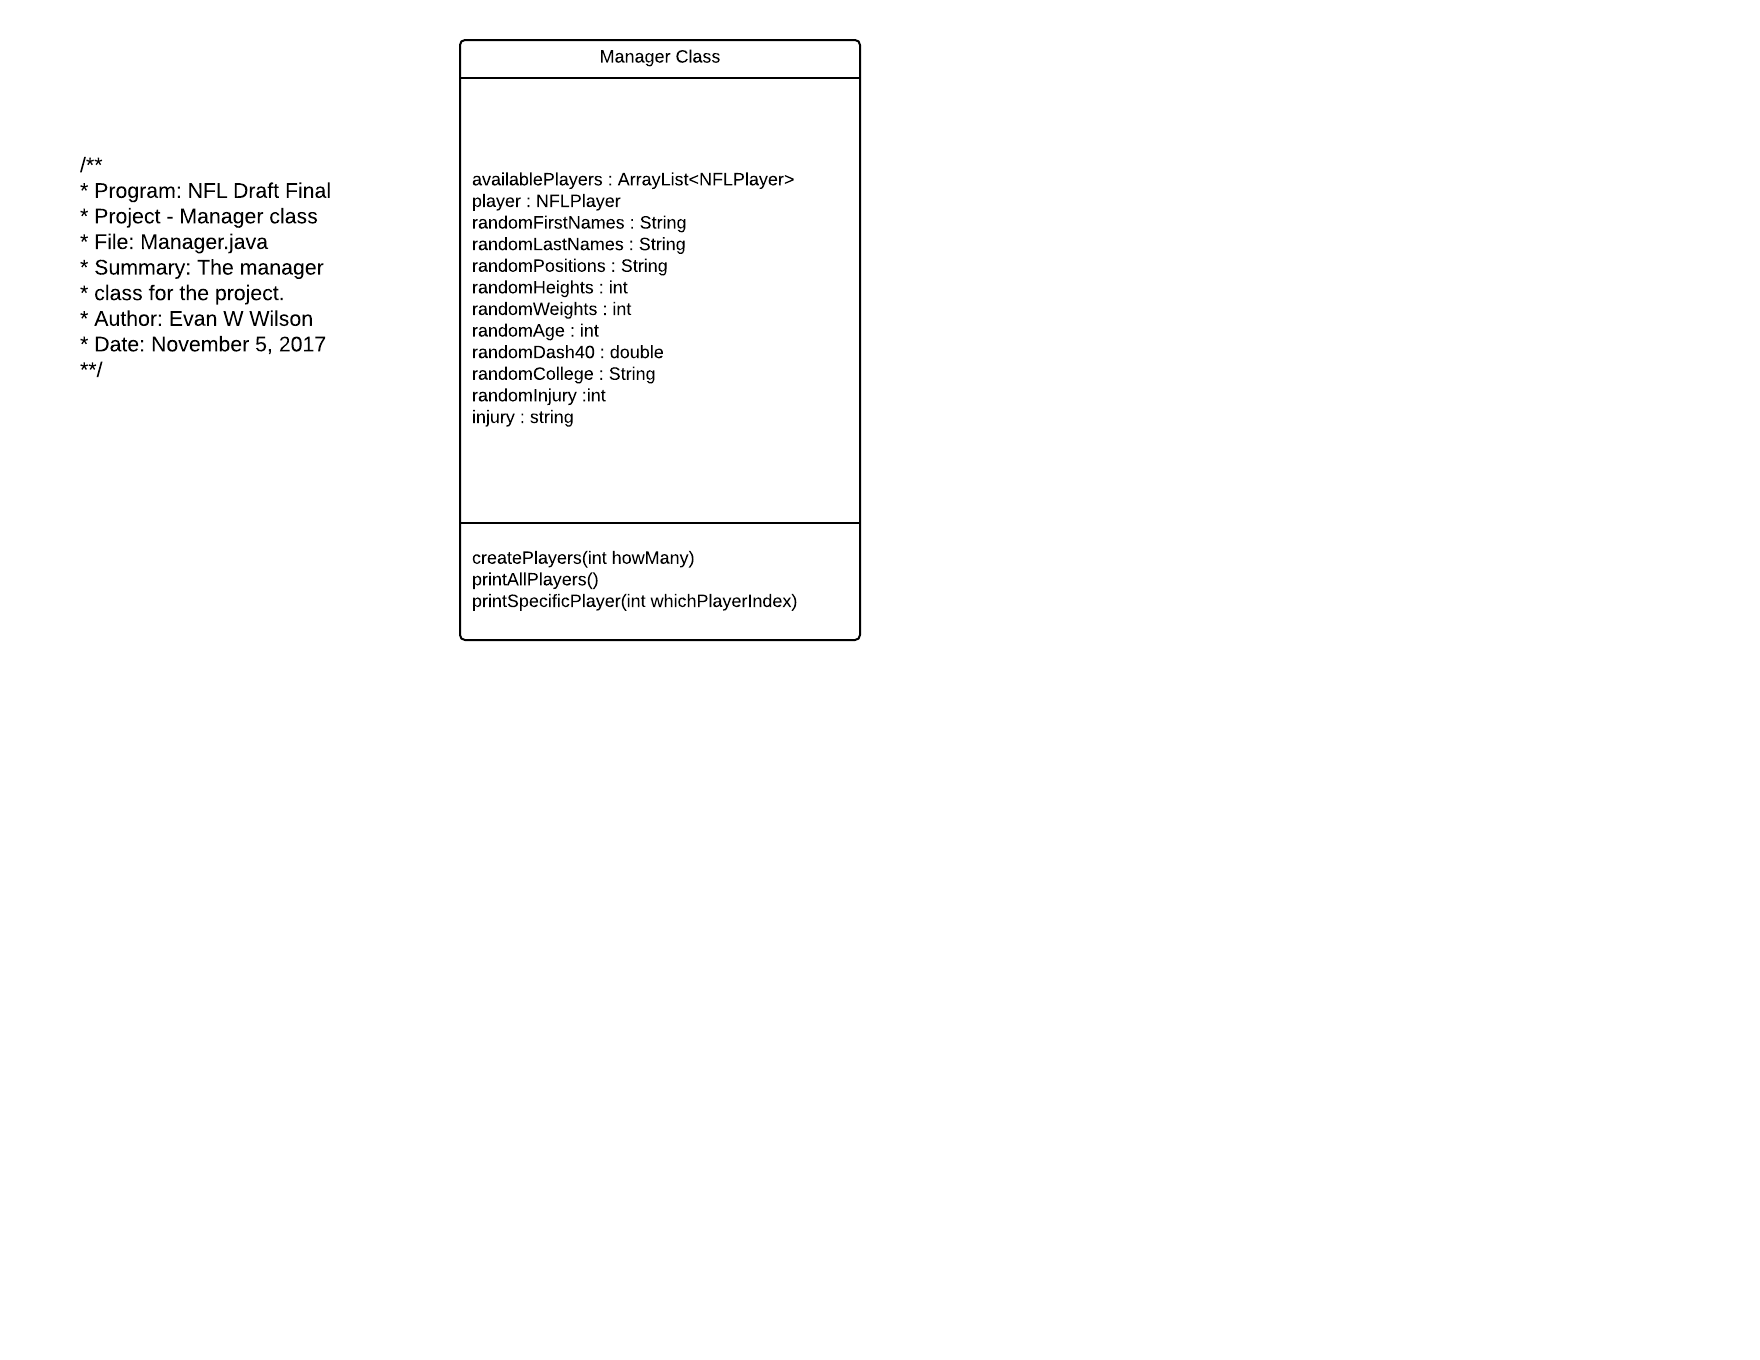 /**
* Program: NFL Draft Final
* Project - Manager class
* File: Manager.java
* Summary: The manager
* class for the project.
* Author: Evan W Wilson
* Date: November 5, 2017
**/
Manager Class
availablePlayers : ArrayList<NFLPlayer>
player : NFLPlayer
randomFirstNames : String
randomLastNames : String
randomPositions : String
randomHeights : int
randomWeights : int
randomAge : int
randomDash40 : double
randomCollege : String
randomInjury :int
injury : string
createPlayers(int howMany)
printAllPlayers()
printSpecificPlayer(int whichPlayerIndex)